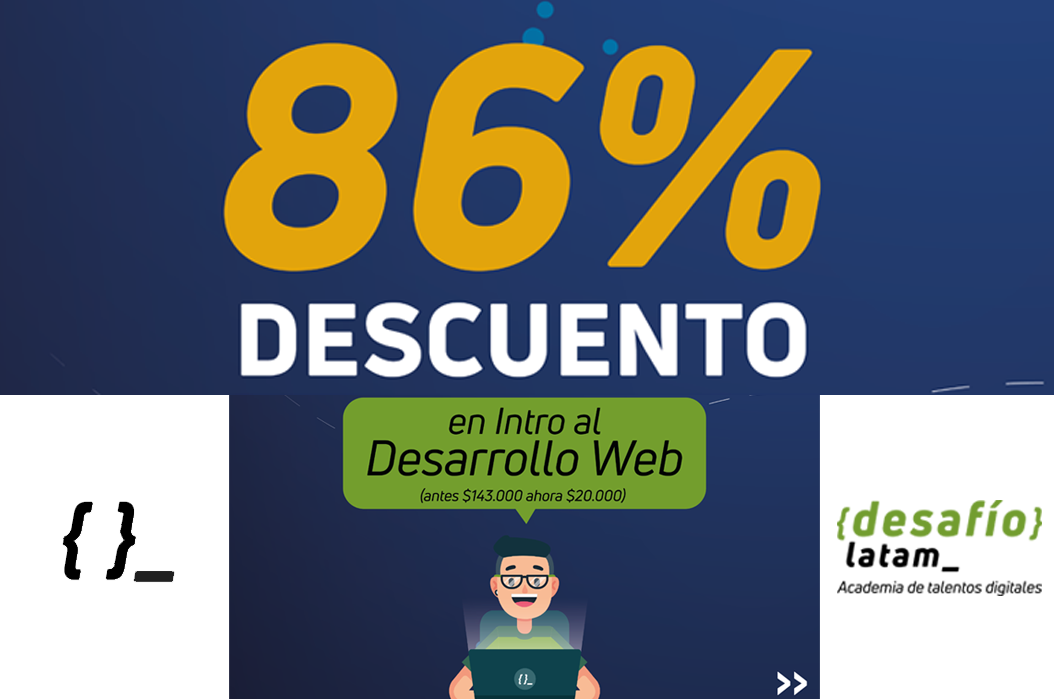 86%
DESCUENTO
en Intro al
Desarrollo Web
(antes $143.000 ahora $20.000)
{ }_
{desafío}
latam_
Academia de talentos digitales
{}_
>>